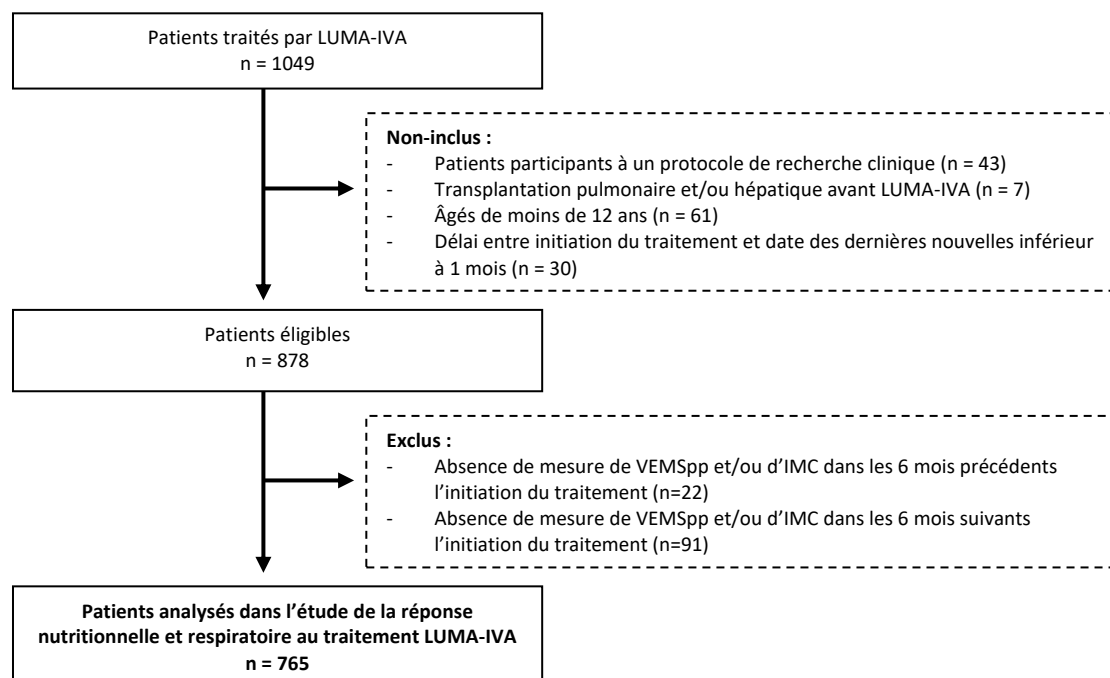 Patients traités par LUMA-IVA
n = 1049
Non-inclus :
- Patients participants à un protocole de recherche clinique (n = 43)
- Transplantation pulmonaire et/ou hépatique avant LUMA-IVA (n = 7)
- Âgés de moins de 12 ans (n = 61)
- Délai entre initiation du traitement et date des dernières nouvelles inférieur
à 1 mois (n = 30)
Patients éligibles
n = 878
Exclus :
- Absence de mesure de VEMSpp et/ou d’IMC dans les 6 mois précédents
l’initiation du traitement (n=22)
- Absence de mesure de VEMSpp et/ou d’IMC dans les 6 mois suivants
l’initiation du traitement (n=91)
Patients analysés dans l’étude de la réponse
nutritionnelle et respiratoire au traitement LUMA-IVA
n = 765